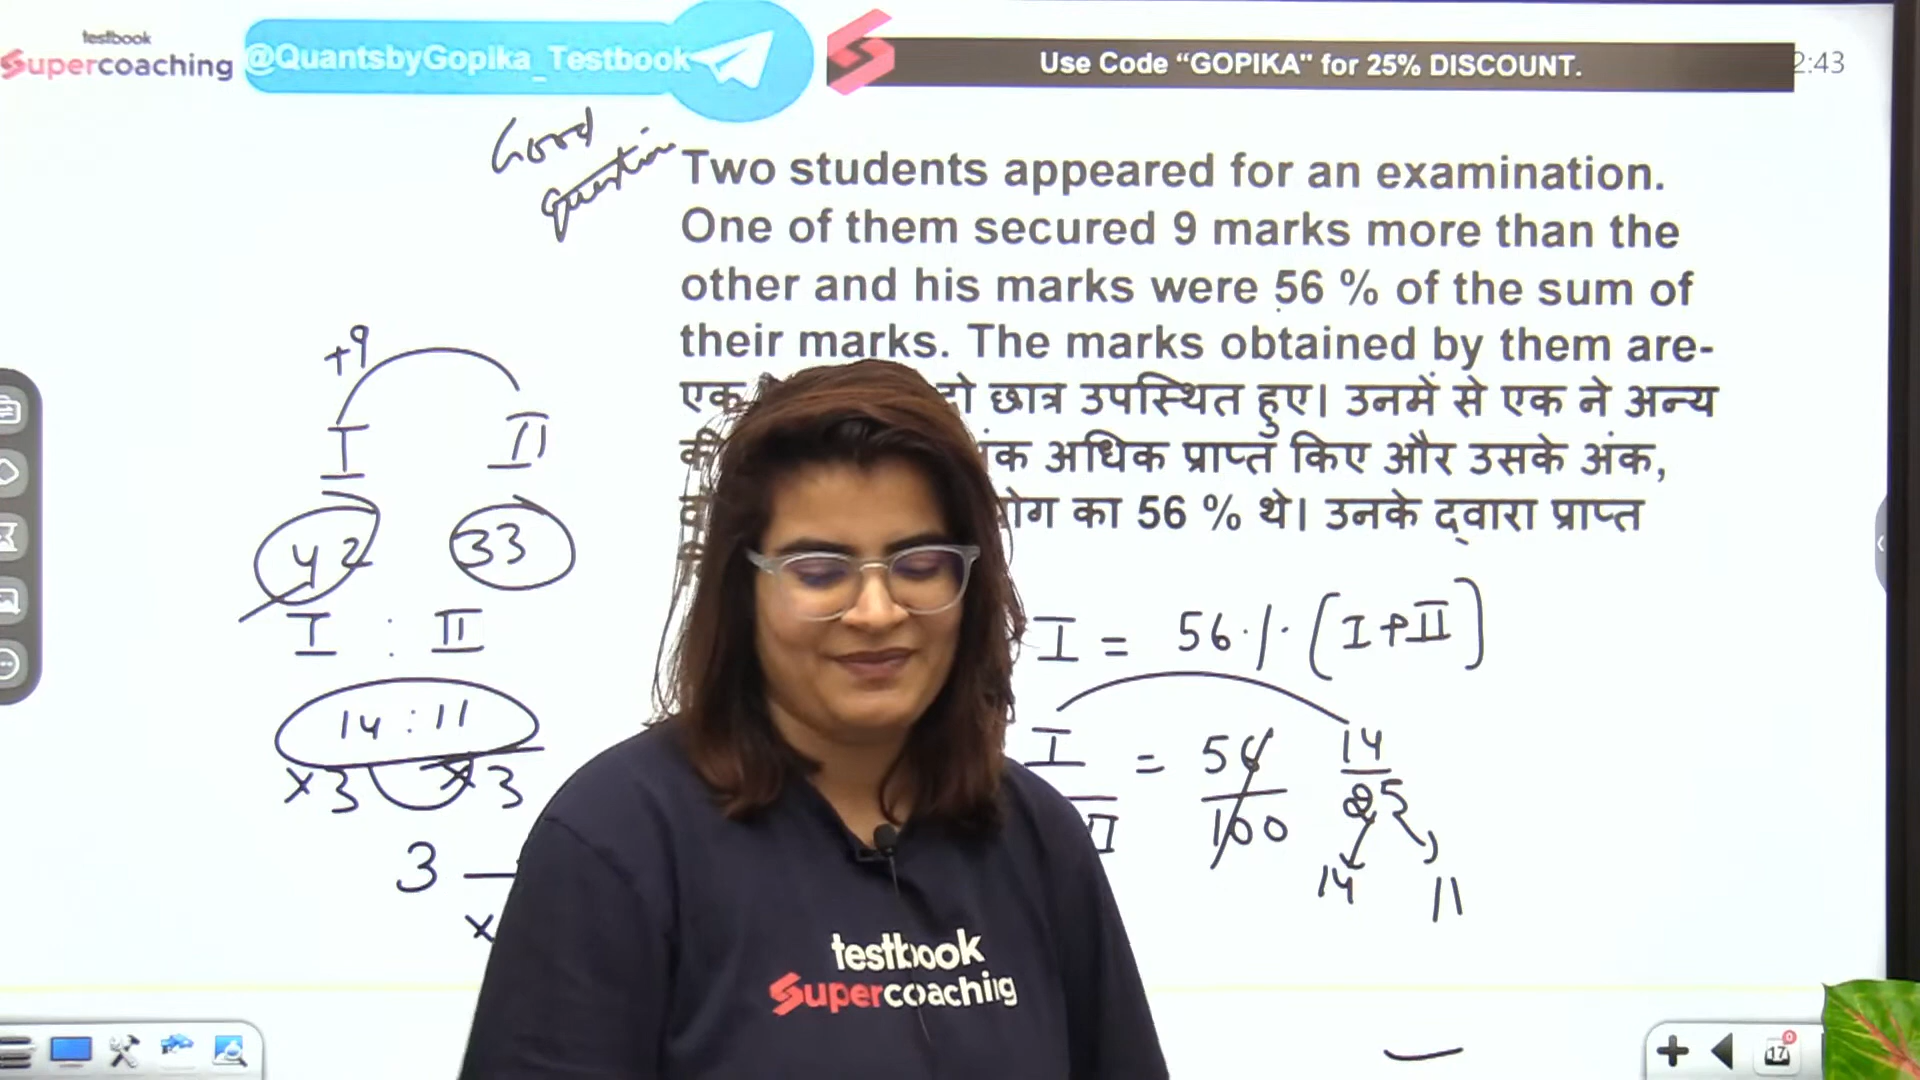 testbook
Supercoaching
@QuantsbyGopika_Testbook
Use Code “GOPIKA" for 25% DISCOUNT.
2:43
Good
question
Two students appeared for an examination.
One of them secured 9 marks more than the
other and his marks were 56 % of the sum of
their marks. The marks obtained by them are-
एक दो छात्र उपस्थित हुए। उनमें से एक ने अन्य
की अधिक प्राप्त किए और उसके अंक,
का 56 % थे। उनके द्वारा प्राप्त
+9
I II
42 33
I : II
14 : 11
×3 ×3
3 —
×
I = 56 % (I + II)
I = 56 14
100 25
14 11
testbook
Supercoaching
17